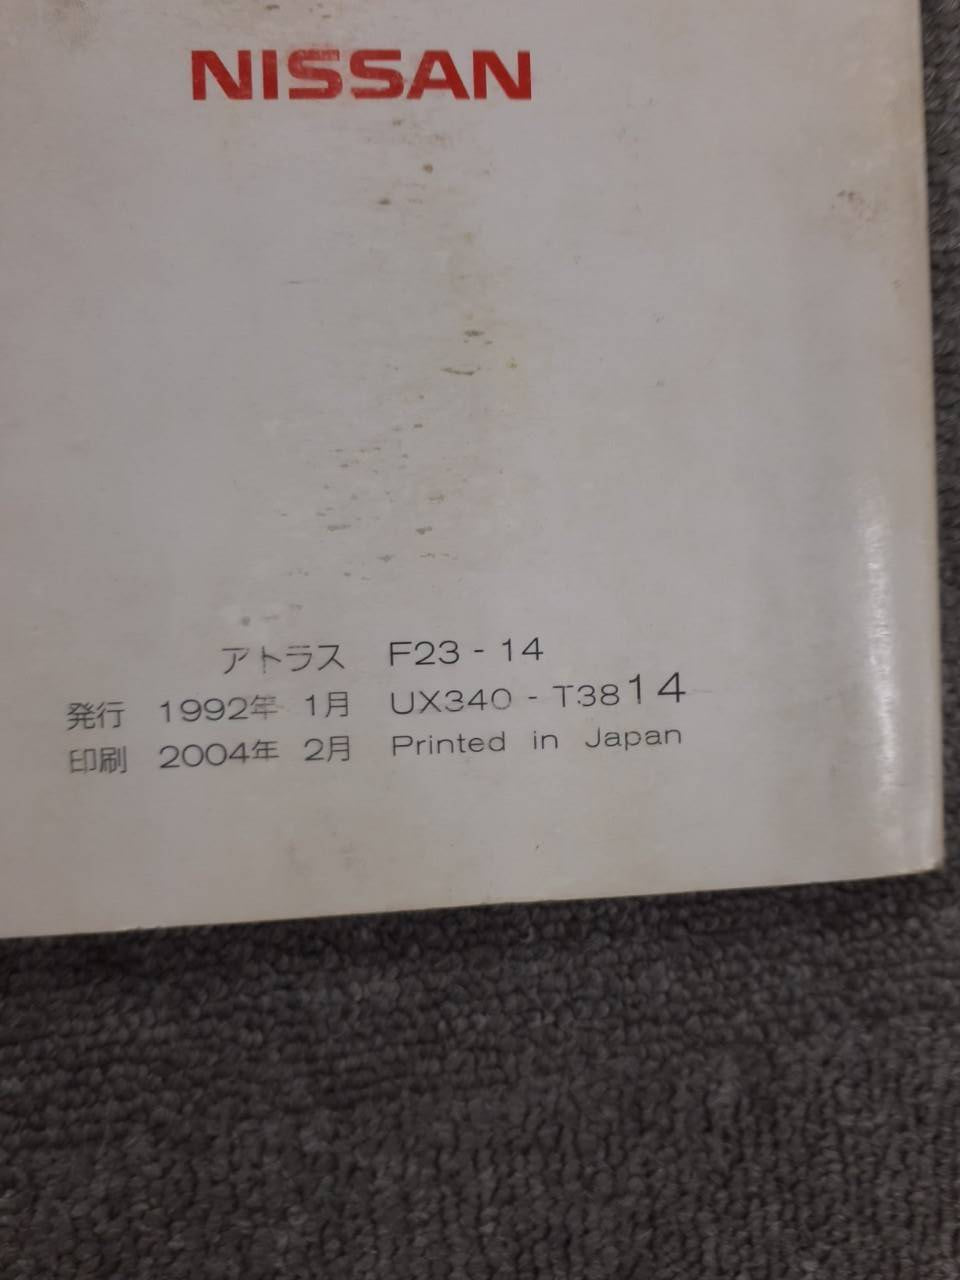 NISSAN
アトラス F23 - 14
発行 1992年 1月 UX340 - T3814
印刷 2004年 2月 Printed in Japan